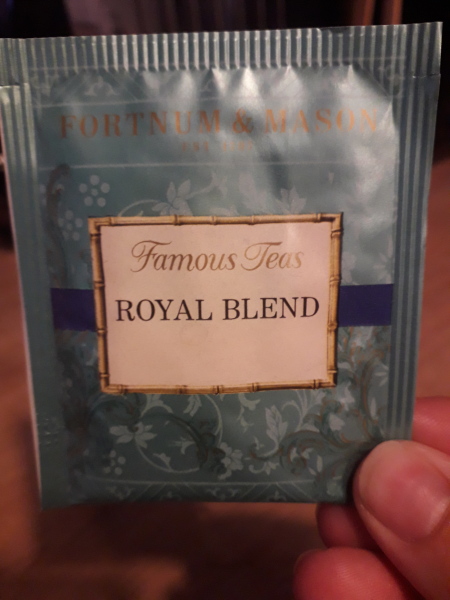 FORTNUM & MASON
Famous Teas
ROYAL BLEND